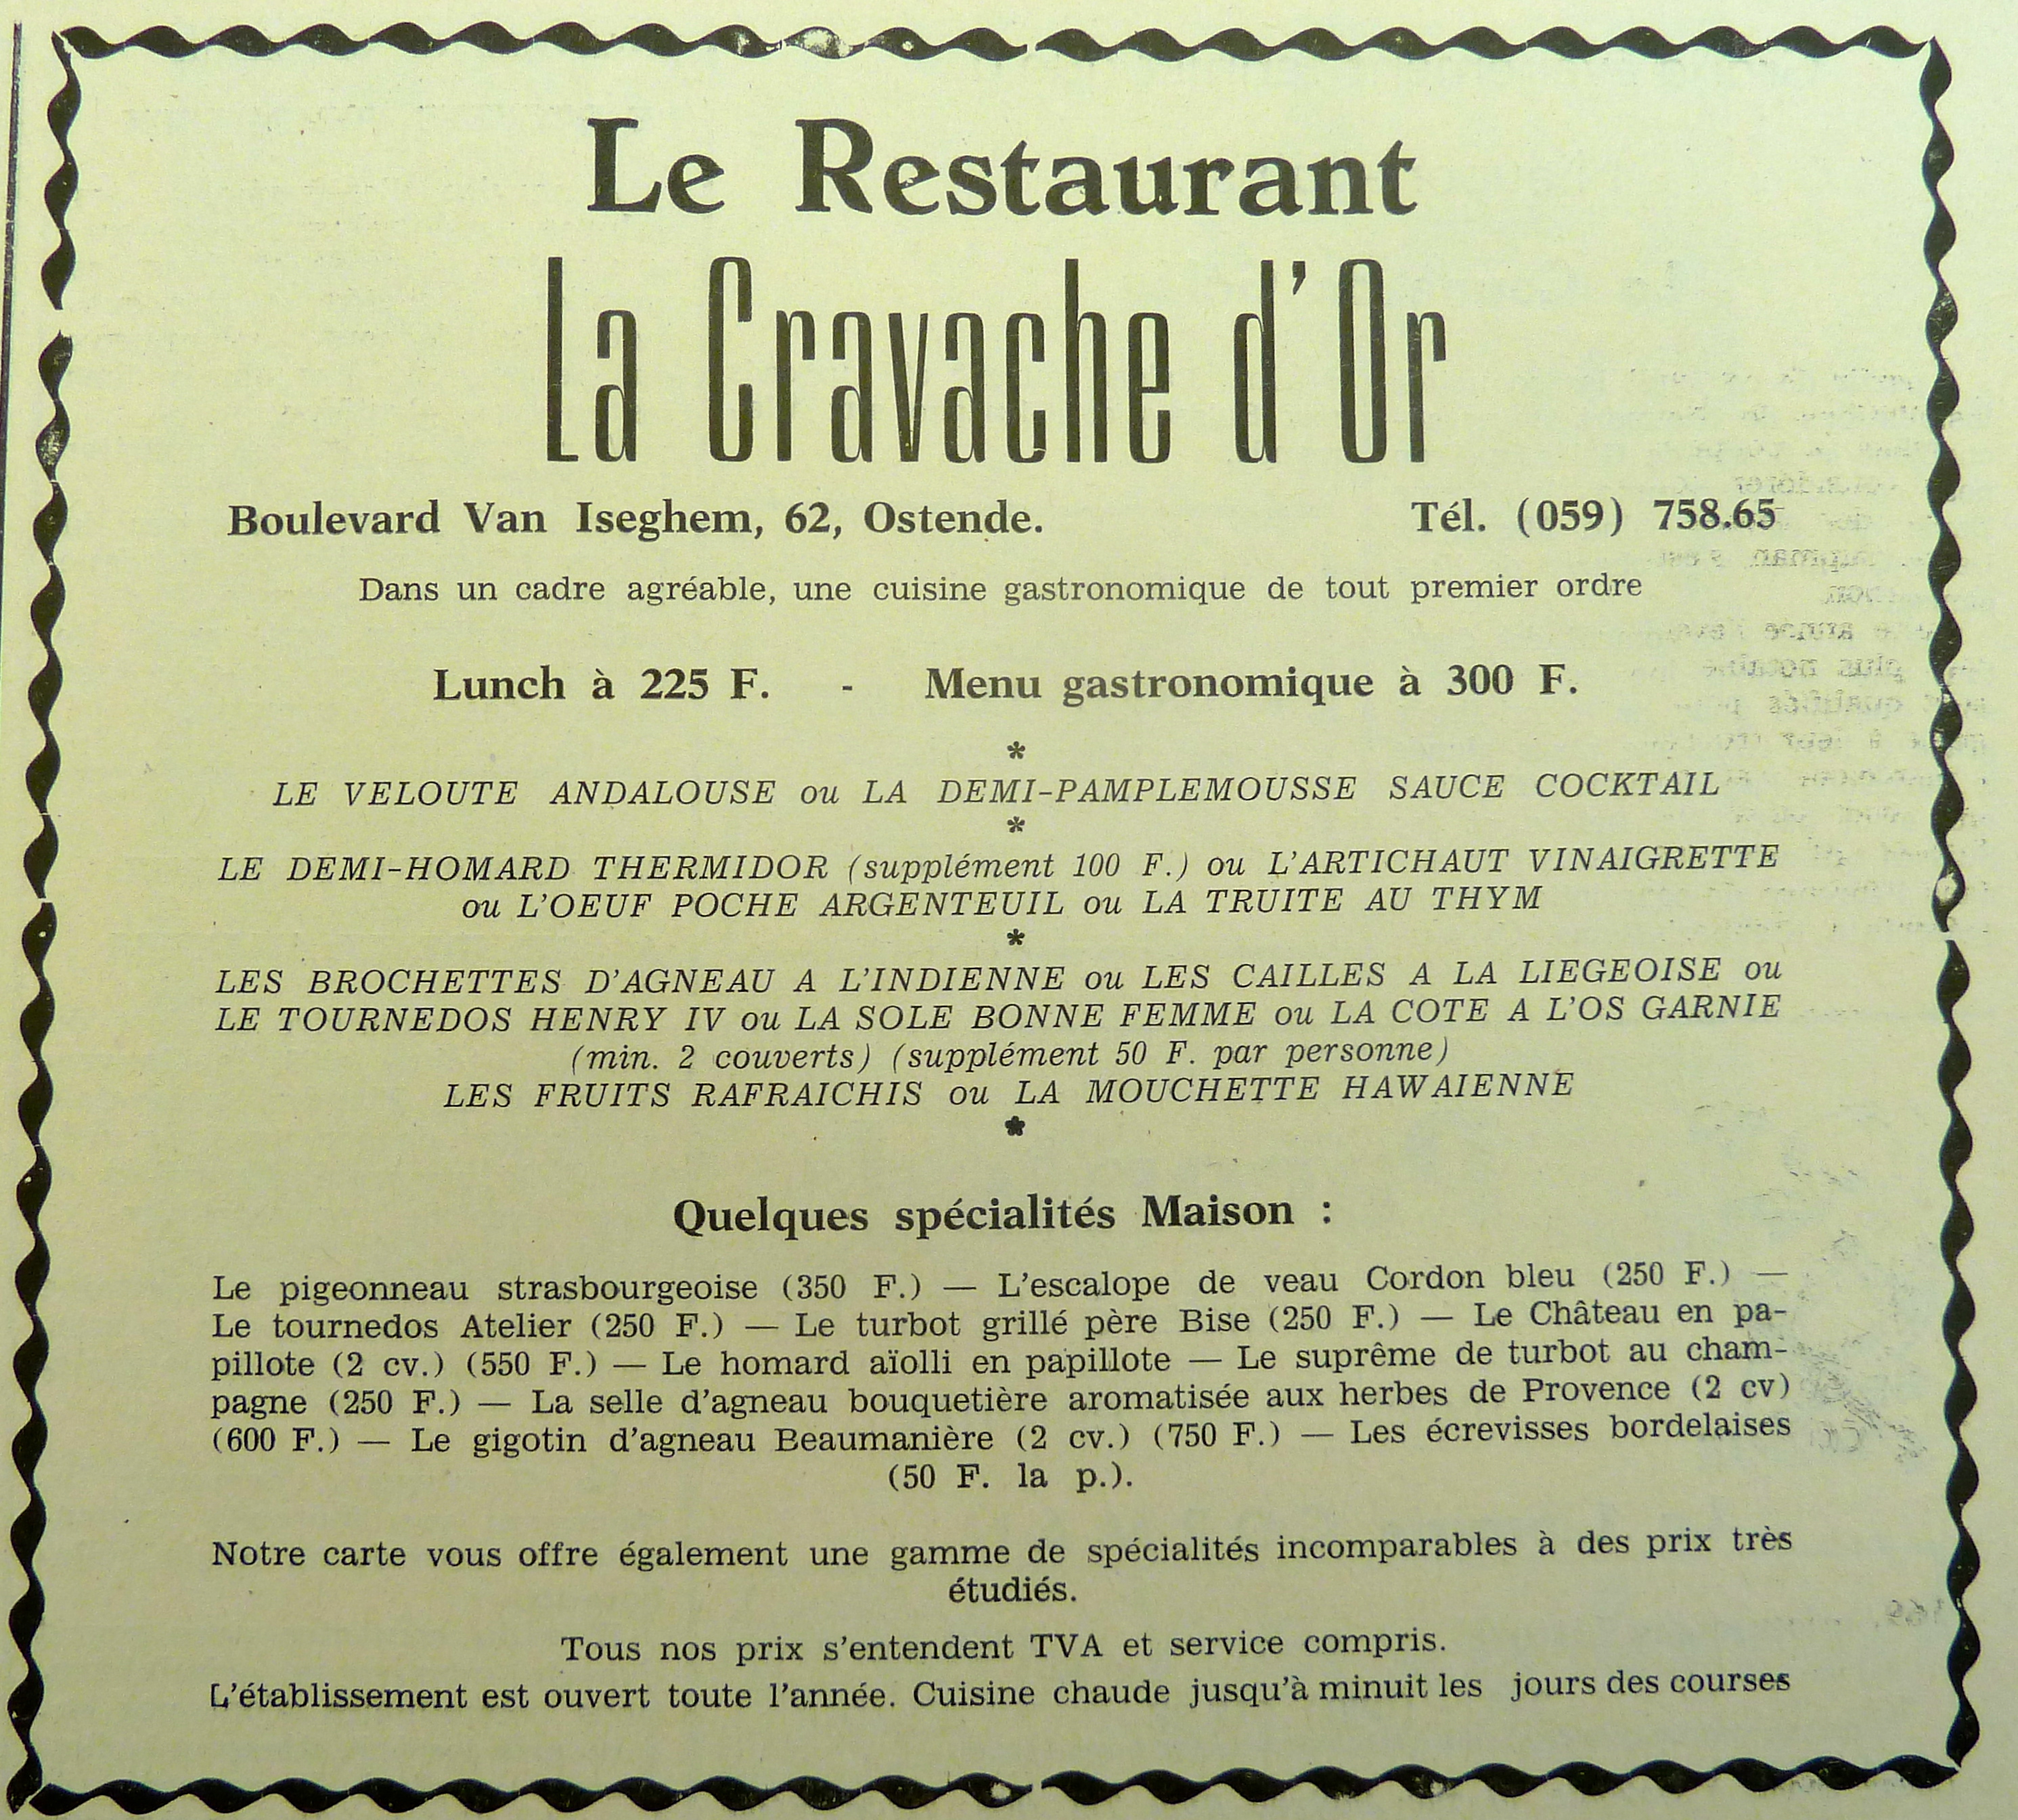 Le Restaurant
La Cravache d'Or
Boulevard Van Iseghem, 62, Ostende. Tél. (059) 758.65
Dans un cadre agréable, une cuisine gastronomique de tout premier ordre
Lunch à 225 F. - Menu gastronomique à 300 F.
*
LE VELOUTE ANDALOUSE ou LA DEMI-PAMPLEMOUSSE SAUCE COCKTAIL
*
LE DEMI-HOMARD THERMIDOR (supplément 100 F.) ou L'ARTICHAUT VINAIGRETTE
ou L'OEUF POCHE ARGENTEUIL ou LA TRUITE AU THYM
*
LES BROCHETTES D'AGNEAU A L'INDIENNE ou LES CAILLES A LA LIEGEOISE ou
LE TOURNEDOS HENRY IV ou LA SOLE BONNE FEMME ou LA COTE A L'OS GARNIE
(min. 2 couverts) (supplément 50 F. par personne)
LES FRUITS RAFRAICHIS ou LA MOUCHETTE HAWAIENNE
*
Quelques spécialités Maison :
Le pigeonneau strasbourgeoise (350 F.) — L'escalope de veau Cordon bleu (250 F.) —
Le tournedos Atelier (250 F.) — Le turbot grillé père Bise (250 F.) — Le Château en pa-
pillote (2 cv.) (550 F.) — Le homard aïolli en papillote — Le suprême de turbot au cham-
pagne (250 F.) — La selle d'agneau bouquetière aromatisée aux herbes de Provence (2 cv)
(600 F.) — Le gigotin d'agneau Beaumanière (2 cv.) (750 F.) — Les écrevisses bordelaises
(50 F. la p.).
Notre carte vous offre également une gamme de spécialités incomparables à des prix très
étudiés.
Tous nos prix s'entendent TVA et service compris.
L'établissement est ouvert toute l'année. Cuisine chaude jusqu'à minuit les jours des courses